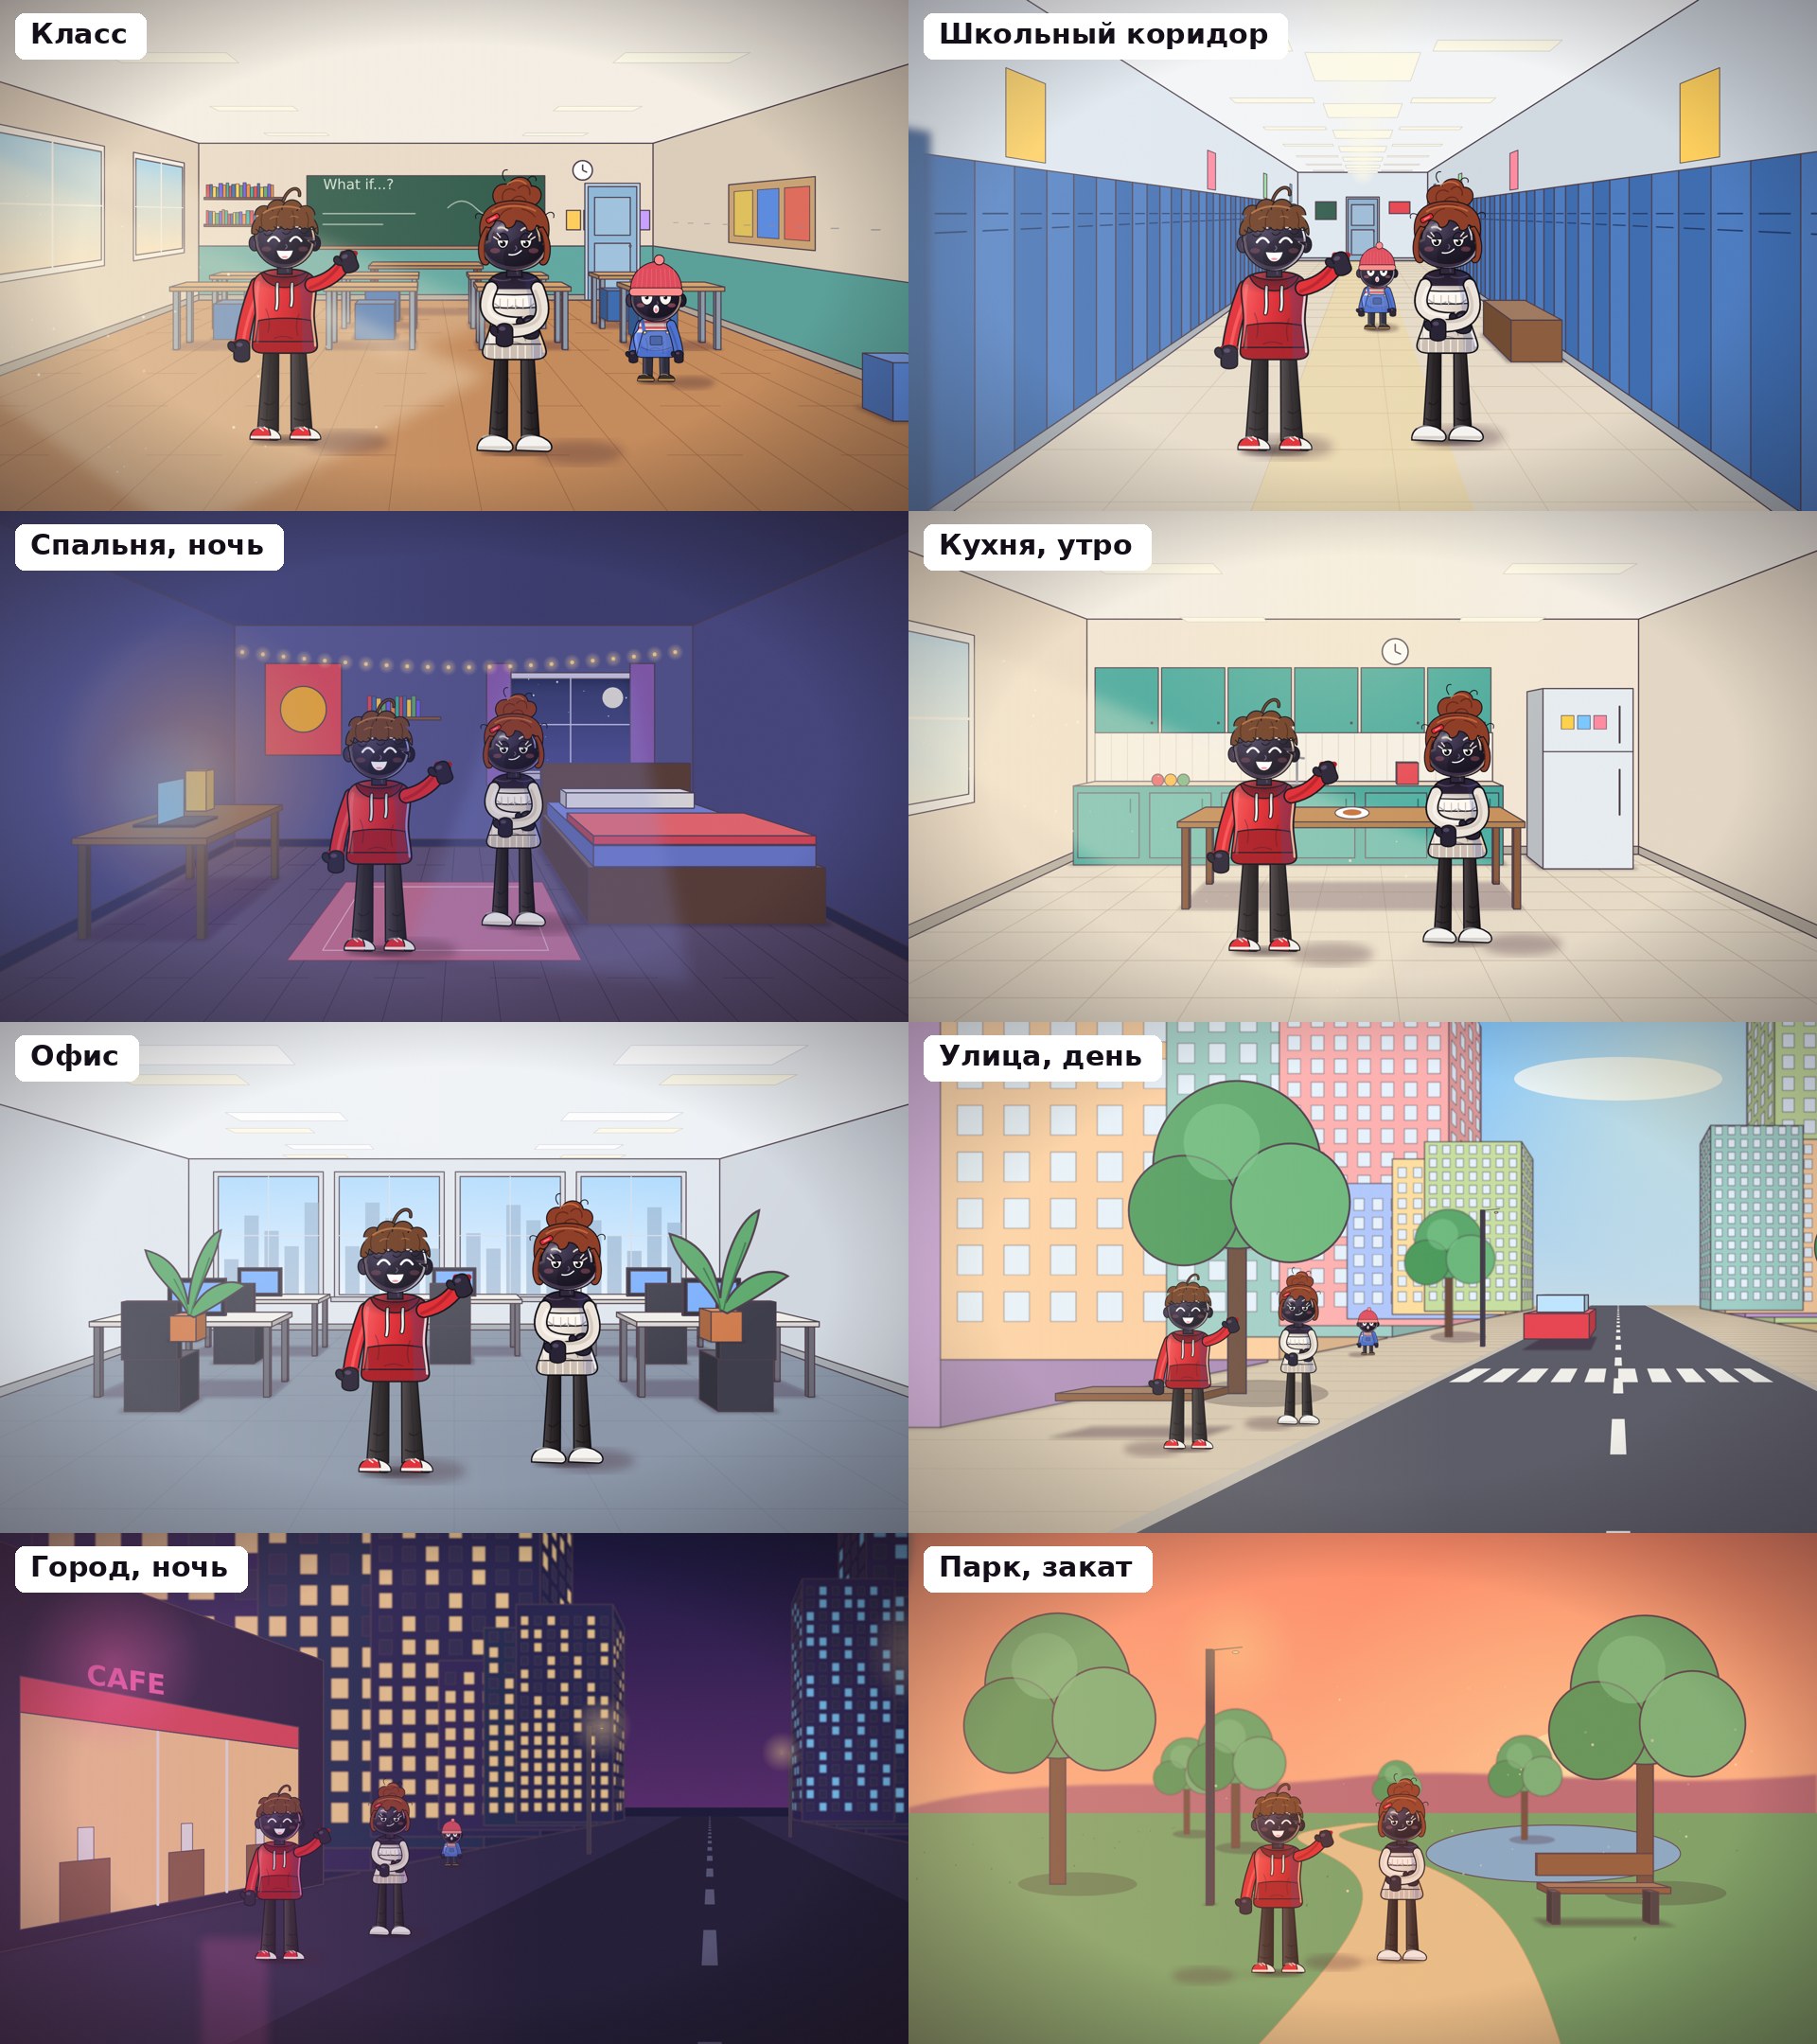 Класс
Школьный коридор
What if...?
Спальня, ночь
Кухня, утро
Офис
Улица, день
Город, ночь
Парк, закат
CAFE